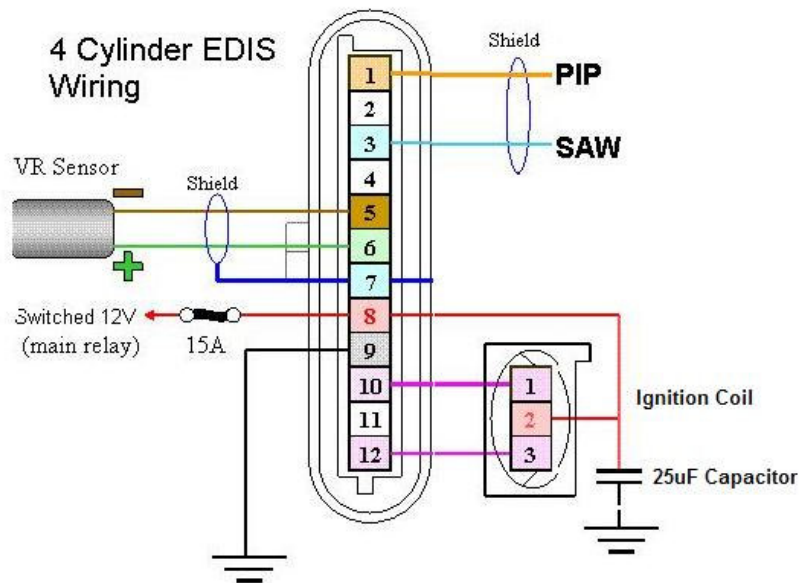 4 Cylinder EDIS
Wiring
Shield
PIP
SAW
VR Sensor
Shield
1
2
3
4
5
6
7
8
9
10
11
12
Switched 12V
(main relay)
15A
1
2
3
Ignition Coil
25uF Capacitor